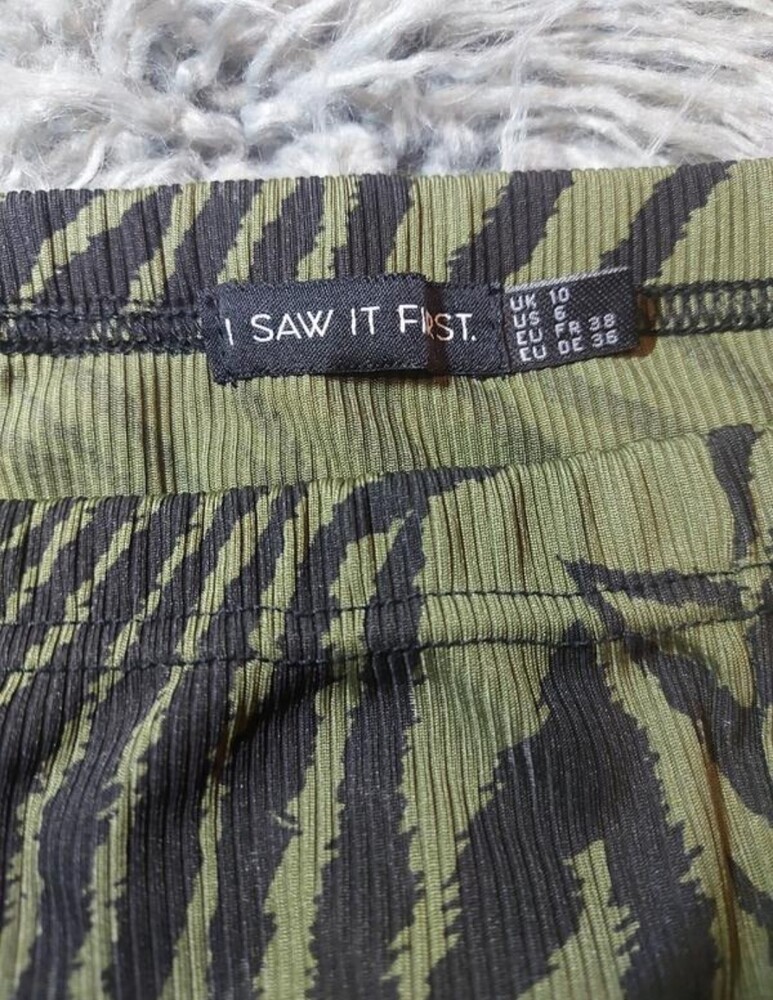 I SAW IT FIRST.
UK 10
US 6
EU FR 38
EU DE 36